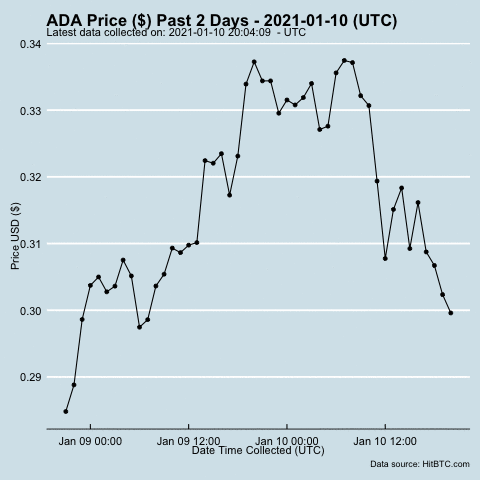 ADA Price ($) Past 2 Days - 2021-01-10 (UTC)
Latest data collected on: 2021-01-10 20:04:09 - UTC
0.34
0.33
0.32
0.31
0.30
0.29
Price USD ($)
Jan 09 00:00
Jan 09 12:00
Jan 10 00:00
Jan 10 12:00
Date Time Collected (UTC)
Data source: HitBTC.com